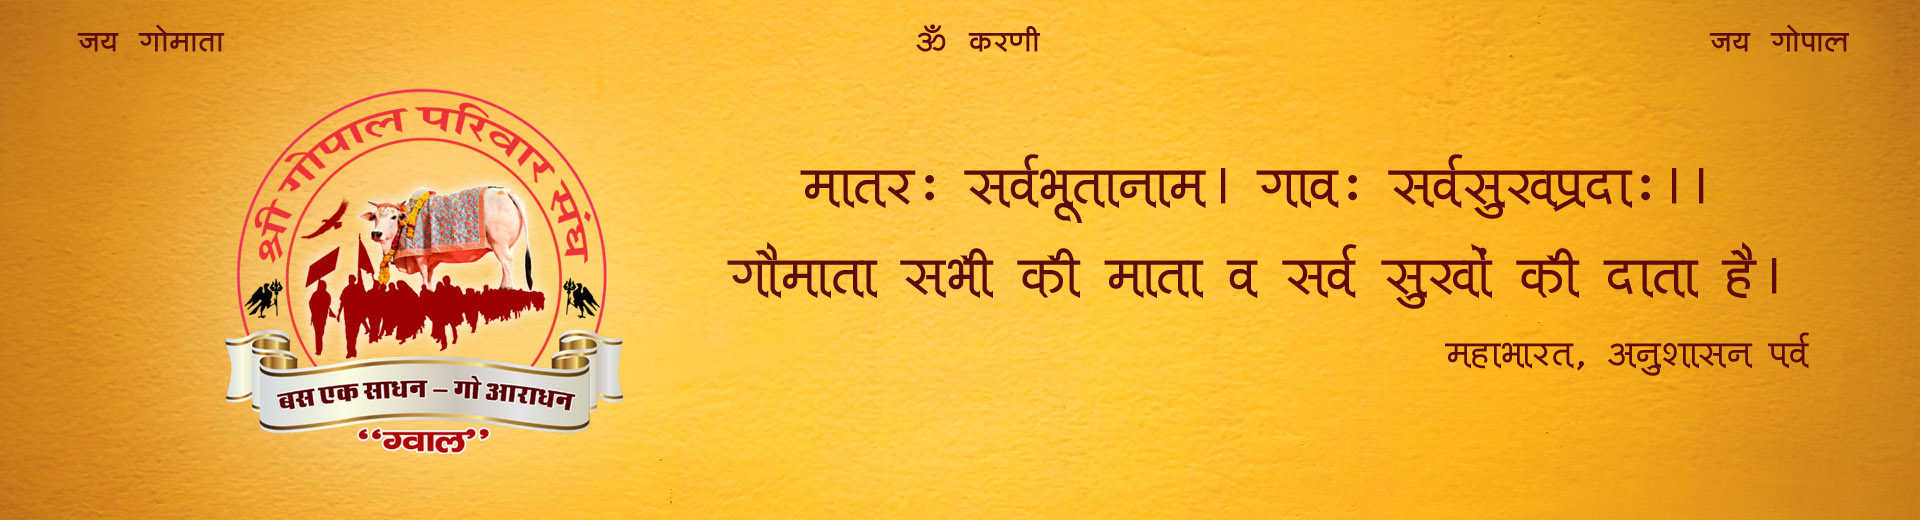 जय गोमाता
ॐ करणी
जय गोपाल
श्री गोपाल परिवार संघ
मातरः सर्वभूतानाम। गावः सर्वसुखप्रदाः।।
गौमाता सभी की माता व सर्व सुखों की दाता है।
महाभारत, अनुशासन पर्व
बस एक साधन – गो आराधन
“ग्वाल”